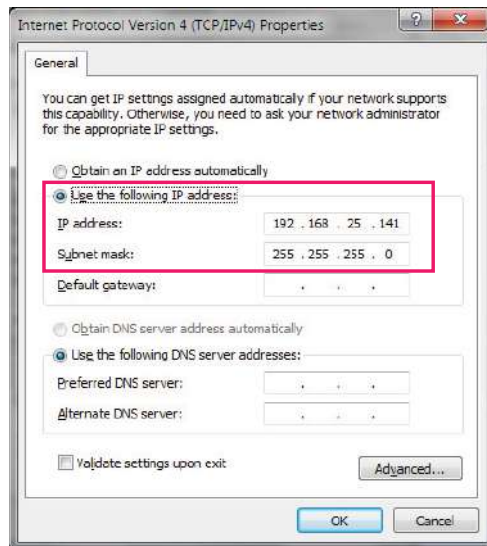 Internet Protocol Version 4 (TCP/IPv4) Properties
General
You can get IP settings assigned automatically if your network supports
this capability. Otherwise, you need to ask your network administrator
for the appropriate IP settings.
Obtain an IP address automatically
Use the following IP address:
IP address: 192 . 168 . 25 . 141
Subnet mask: 255 . 255 . 255 . 0
Default gateway: . . .
Obtain DNS server address automatically
Use the following DNS server addresses:
Preferred DNS server: . . .
Alternate DNS server: . . .
Validate settings upon exit
Advanced...
OK Cancel